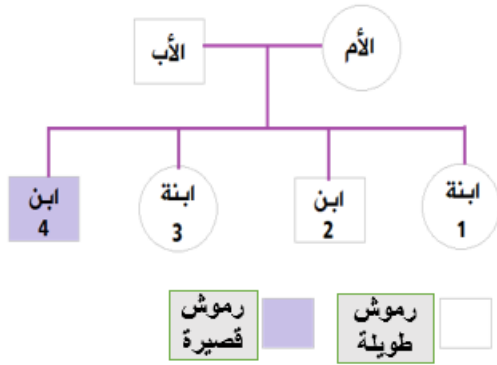 الأم
الأب
ابنة
1
ابن
2
ابنة
3
ابن
4
رموش
طويلة
رموش
قصيرة